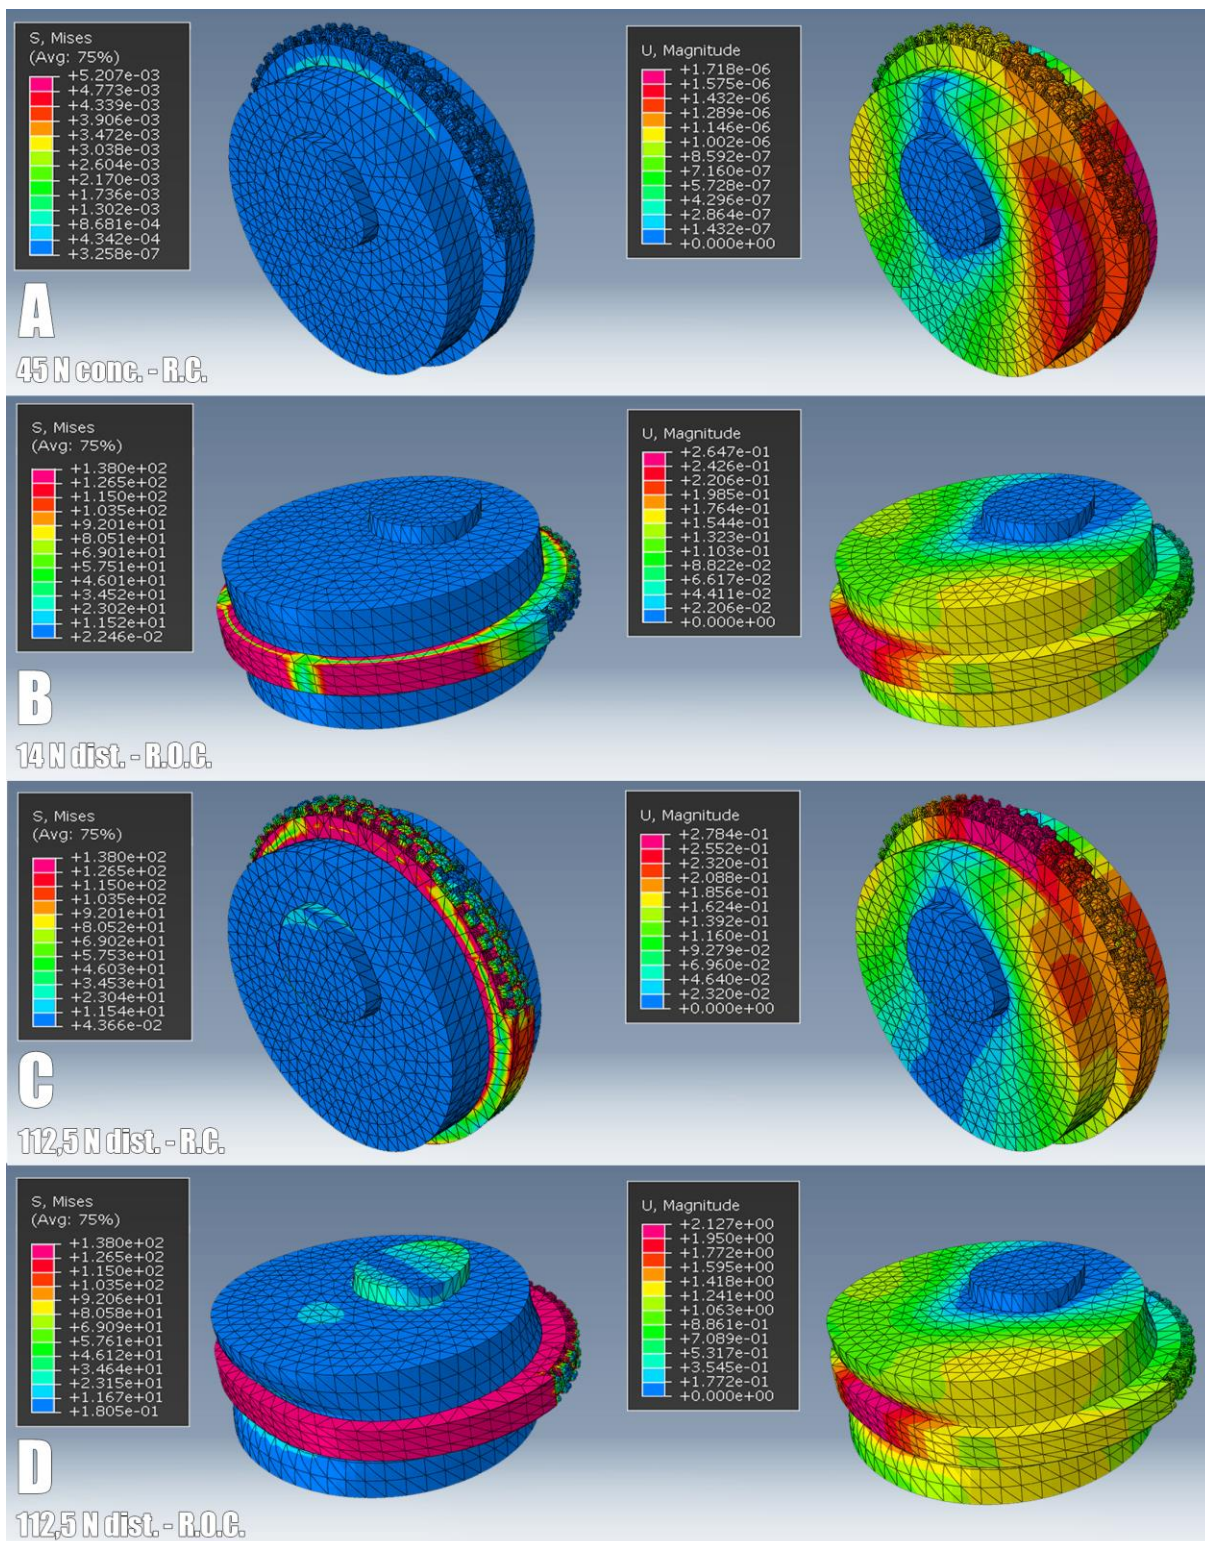 S, Mises
(Avg: 75%)
+5.207e-03
+4.773e-03
+4.339e-03
+3.906e-03
+3.472e-03
+3.038e-03
+2.604e-03
+2.170e-03
+1.736e-03
+1.302e-03
+8.681e-04
+4.342e-04
+3.258e-07
U, Magnitude
+1.718e-06
+1.575e-06
+1.432e-06
+1.289e-06
+1.146e-06
+1.002e-06
+8.592e-07
+7.160e-07
+5.728e-07
+4.296e-07
+2.864e-07
+1.432e-07
+0.000e+00
A
45 N conc. - R.C.
S, Mises
(Avg: 75%)
+1.380e+02
+1.265e+02
+1.150e+02
+1.035e+02
+9.201e+01
+8.051e+01
+6.901e+01
+5.751e+01
+4.601e+01
+3.452e+01
+2.302e+01
+1.152e+01
+2.246e-02
U, Magnitude
+2.647e-01
+2.426e-01
+2.206e-01
+1.985e-01
+1.764e-01
+1.544e-01
+1.323e-01
+1.103e-01
+8.822e-02
+6.617e-02
+4.411e-02
+2.206e-02
+0.000e+00
B
14 N dist. - R.O.C.
S, Mises
(Avg: 75%)
+1.380e+02
+1.265e+02
+1.150e+02
+1.035e+02
+9.201e+01
+8.052e+01
+6.902e+01
+5.753e+01
+4.603e+01
+3.453e+01
+2.304e+01
+1.154e+01
+4.366e-02
U, Magnitude
+2.784e-01
+2.552e-01
+2.320e-01
+2.088e-01
+1.856e-01
+1.624e-01
+1.392e-01
+1.160e-01
+9.279e-02
+6.960e-02
+4.640e-02
+2.320e-02
+0.000e+00
C
112,5 N dist. - R.C.
S, Mises
(Avg: 75%)
+1.380e+02
+1.265e+02
+1.150e+02
+1.035e+02
+9.206e+01
+8.058e+01
+6.909e+01
+5.761e+01
+4.612e+01
+3.464e+01
+2.315e+01
+1.167e+01
+1.805e-01
U, Magnitude
+2.127e+00
+1.950e+00
+1.772e+00
+1.595e+00
+1.418e+00
+1.241e+00
+1.063e+00
+8.861e-01
+7.089e-01
+5.317e-01
+3.545e-01
+1.772e-01
+0.000e+00
D
112,5 N dist. - R.O.C.